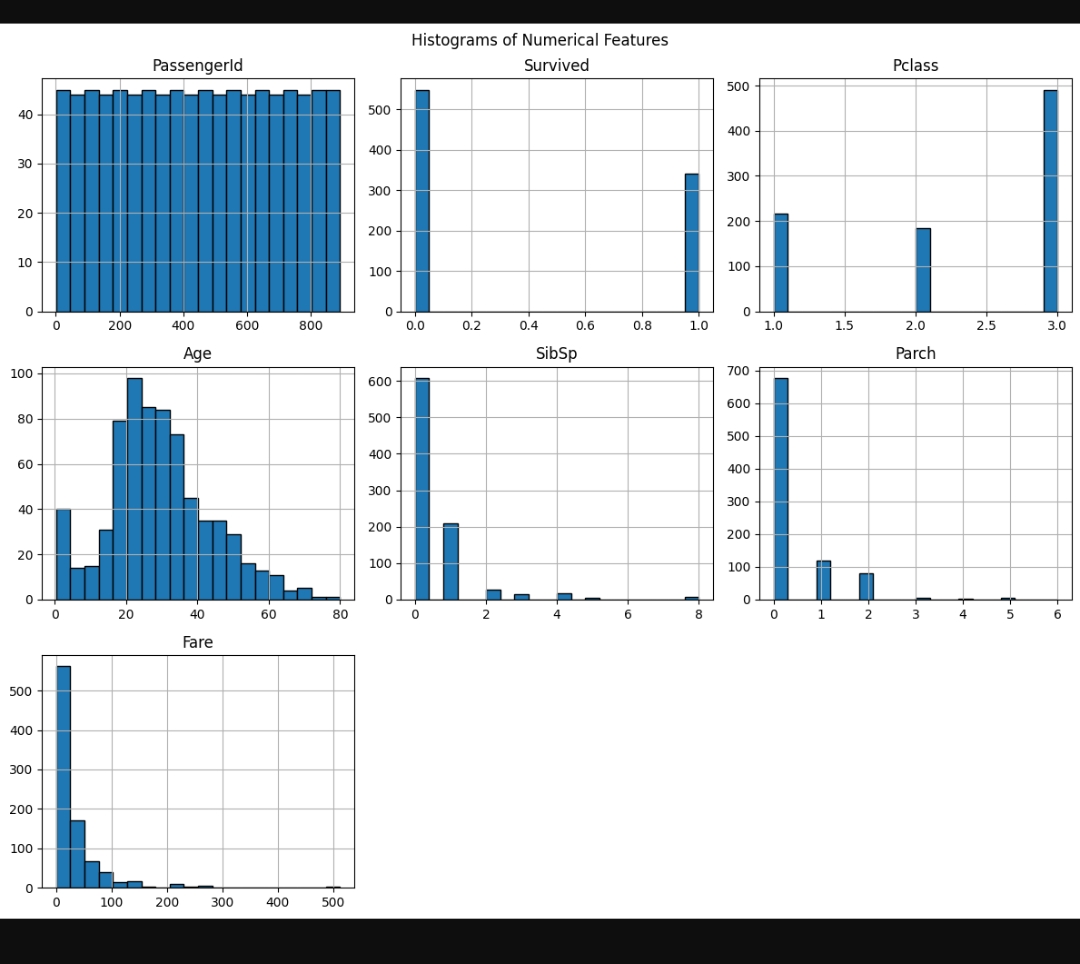 Histograms of Numerical Features
PassengerId
40
30
20
10
0
0 200 400 600 800
Survived
500
400
300
200
100
0
0.0 0.2 0.4 0.6 0.8 1.0
Pclass
500
400
300
200
100
0
1.0 1.5 2.0 2.5 3.0
Age
100
80
60
40
20
0
0 20 40 60 80
SibSp
600
500
400
300
200
100
0
0 2 4 6 8
Parch
700
600
500
400
300
200
100
0
0 1 2 3 4 5 6
Fare
500
400
300
200
100
0
0 100 200 300 400 500